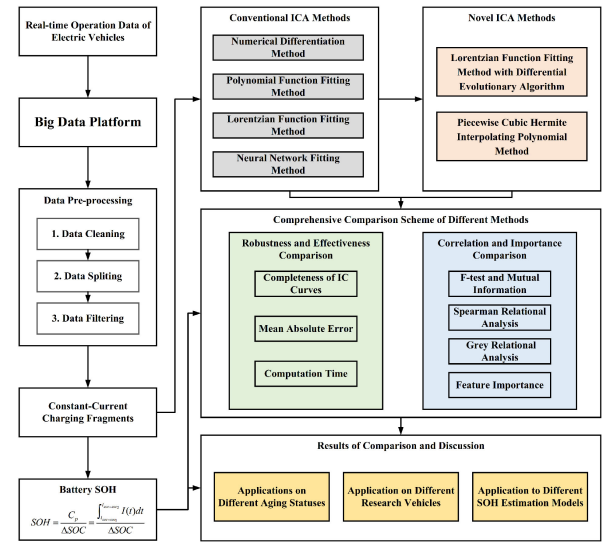 Real-time Operation Data of
Electric Vehicles
Big Data Platform
Data Pre-processing
1. Data Cleaning
2. Data Spliting
3. Data Filtering
Constant-Current
Charging Fragments
Battery SOH
Conventional ICA Methods
Numerical Differentiation
Method
Polynomial Function Fitting
Method
Lorentzian Function Fitting
Method
Neural Network Fitting
Method
Novel ICA Methods
Lorentzian Function Fitting
Method with Differential
Evolutionary Algorithm
Piecewise Cubic Hermite
Interpolating Polynomial
Method
Comprehensive Comparison Scheme of Different Methods
Robustness and Effectiveness
Comparison
Completeness of IC
Curves
Mean Absolute Error
Computation Time
Correlation and Importance
Comparison
F-test and Mutual
Information
Spearman Relational
Analysis
Grey Relational
Analysis
Feature Importance
Results of Comparison and Discussion
Applications on
Different Aging Statuses
Application on Different
Research Vehicles
Application to Different
SOH Estimation Models